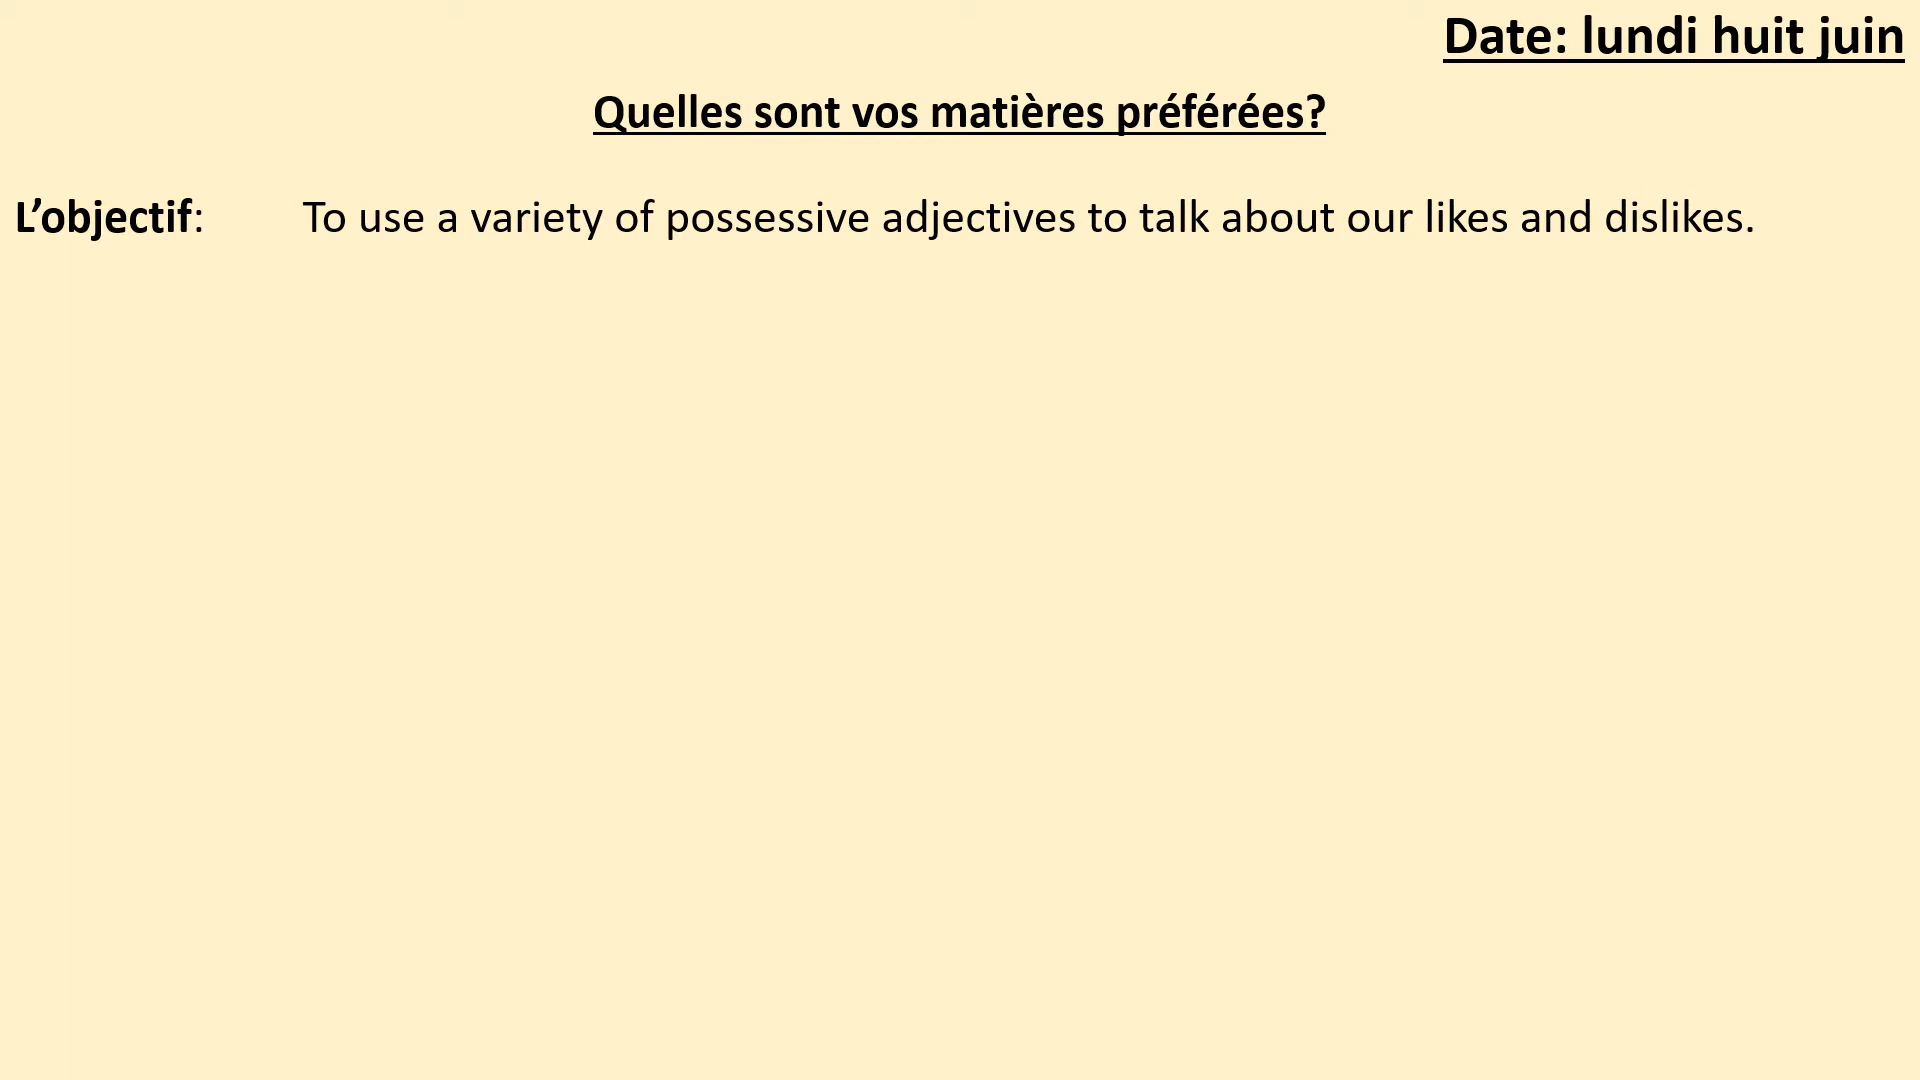 Date: lundi huit juin
Quelles sont vos matières préférées?
L’objectif: To use a variety of possessive adjectives to talk about our likes and dislikes.